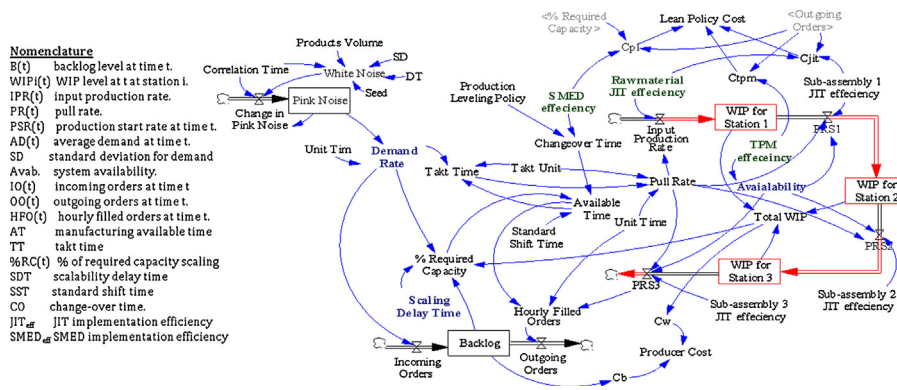 Nomenclature
B(t) backlog level at time t.
WIPi(t) WIP level at t at station i.
IPR(t) input production rate.
PR(t) pull rate.
PSR(t) production start rate at time t.
AD(t) average demand at time t.
SD standard deviation for demand
Avab. system availability.
IO(t) incoming orders at time t
OO(t) outgoing orders at time t.
HFO(t) hourly filled orders at time t.
AT manufacturing available time
TT takt time
%RC(t) % of required capacity scaling
SDT scalability delay time
SST standard shift time
CO change-over time.
JITeff JIT implementation efficiency
SMEDeff SMED implementation efficiency
Products Volume
SD
Correlation Time
White Noise
DT
Seed
Pink Noise
Change in
Pink Noise
Unit Tim
Demand
Rate
<% Required
Capacity>
Lean Policy Cost
<Outgoing
Orders>
Cpl
Cjit
Ctpm
SMED
effeciency
Rawmaterial
JIT effeciency
Sub-assembly 1
JIT effeciency
Production
Leveling Policy
Input
Production
Rate
WIP for
Station 1
PRS1
Changeover Time
TPM
effeciency
Takt Time
Takt Unit
Pull Rate
Avaialability
WIP for
Station 2
Available
Time
Unit Time
Total WIP
Standard
Shift Time
PRS2
% Required
Capacity
WIP for
Station 3
PRS3
Scaling
Delay Time
Hourly Filled
Orders
Sub-assembly 3
JIT effeciency
Sub-assembly 2
JIT effeciency
Cw
Backlog
Incoming
Orders
Outgoing
Orders
Producer Cost
Cb